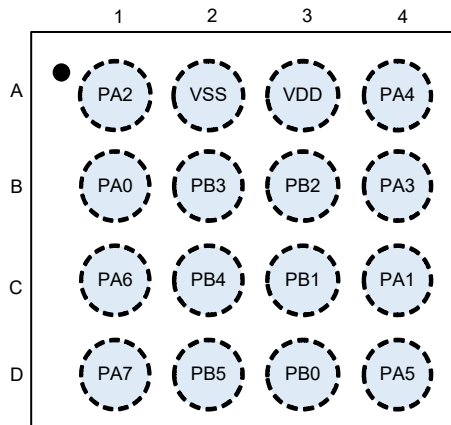 1 2 3 4
A PA2 VSS VDD PA4
B PA0 PB3 PB2 PA3
C PA6 PB4 PB1 PA1
D PA7 PB5 PB0 PA5